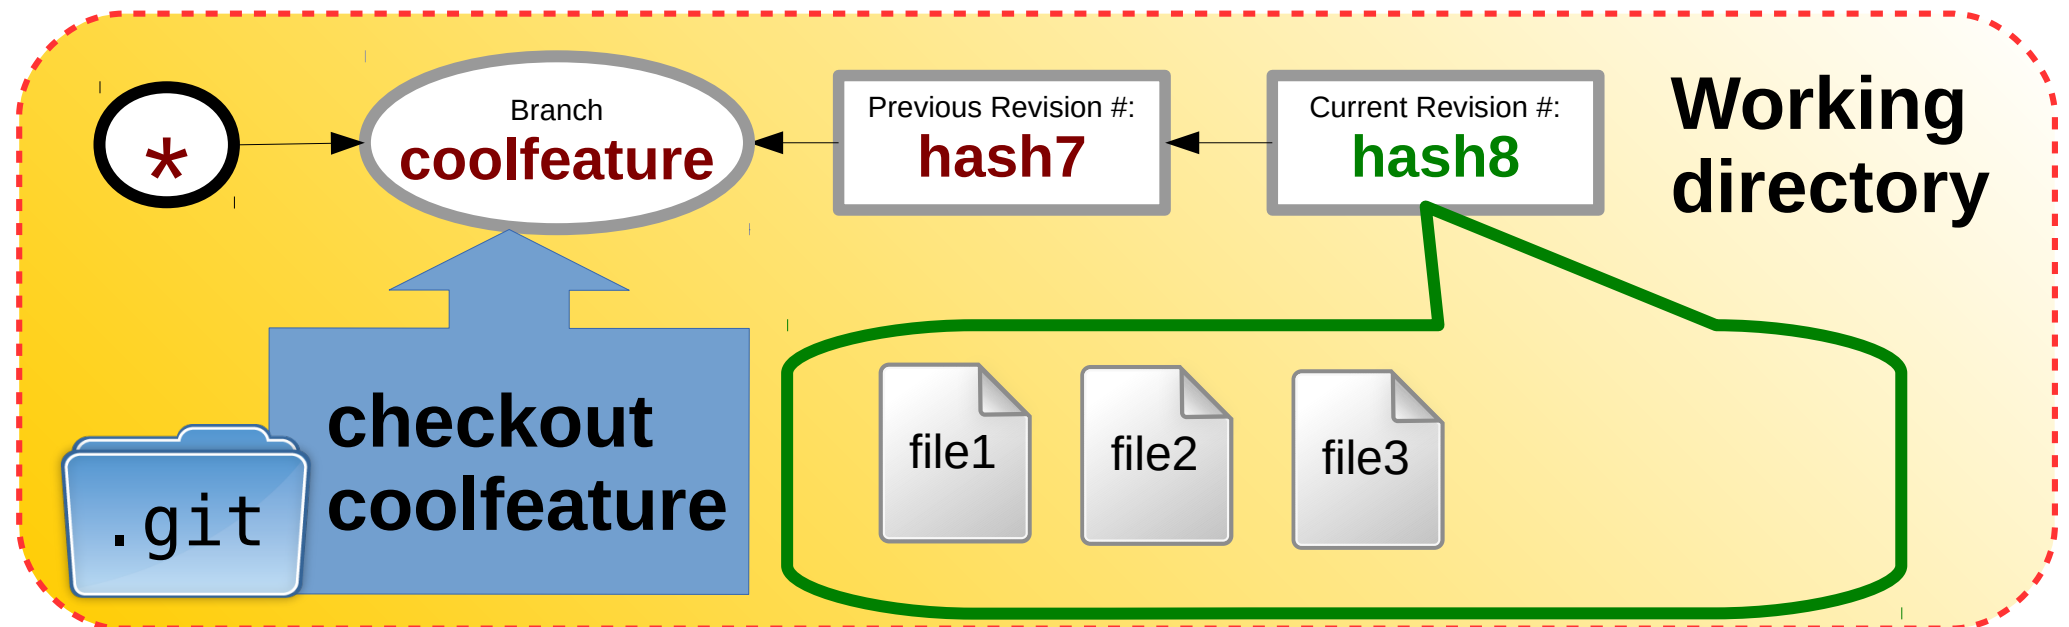 *
Branch
coolfeature
Previous Revision #:
hash7
Current Revision #:
hash8
Working
directory
checkout
coolfeature
.git
file1
file2
file3